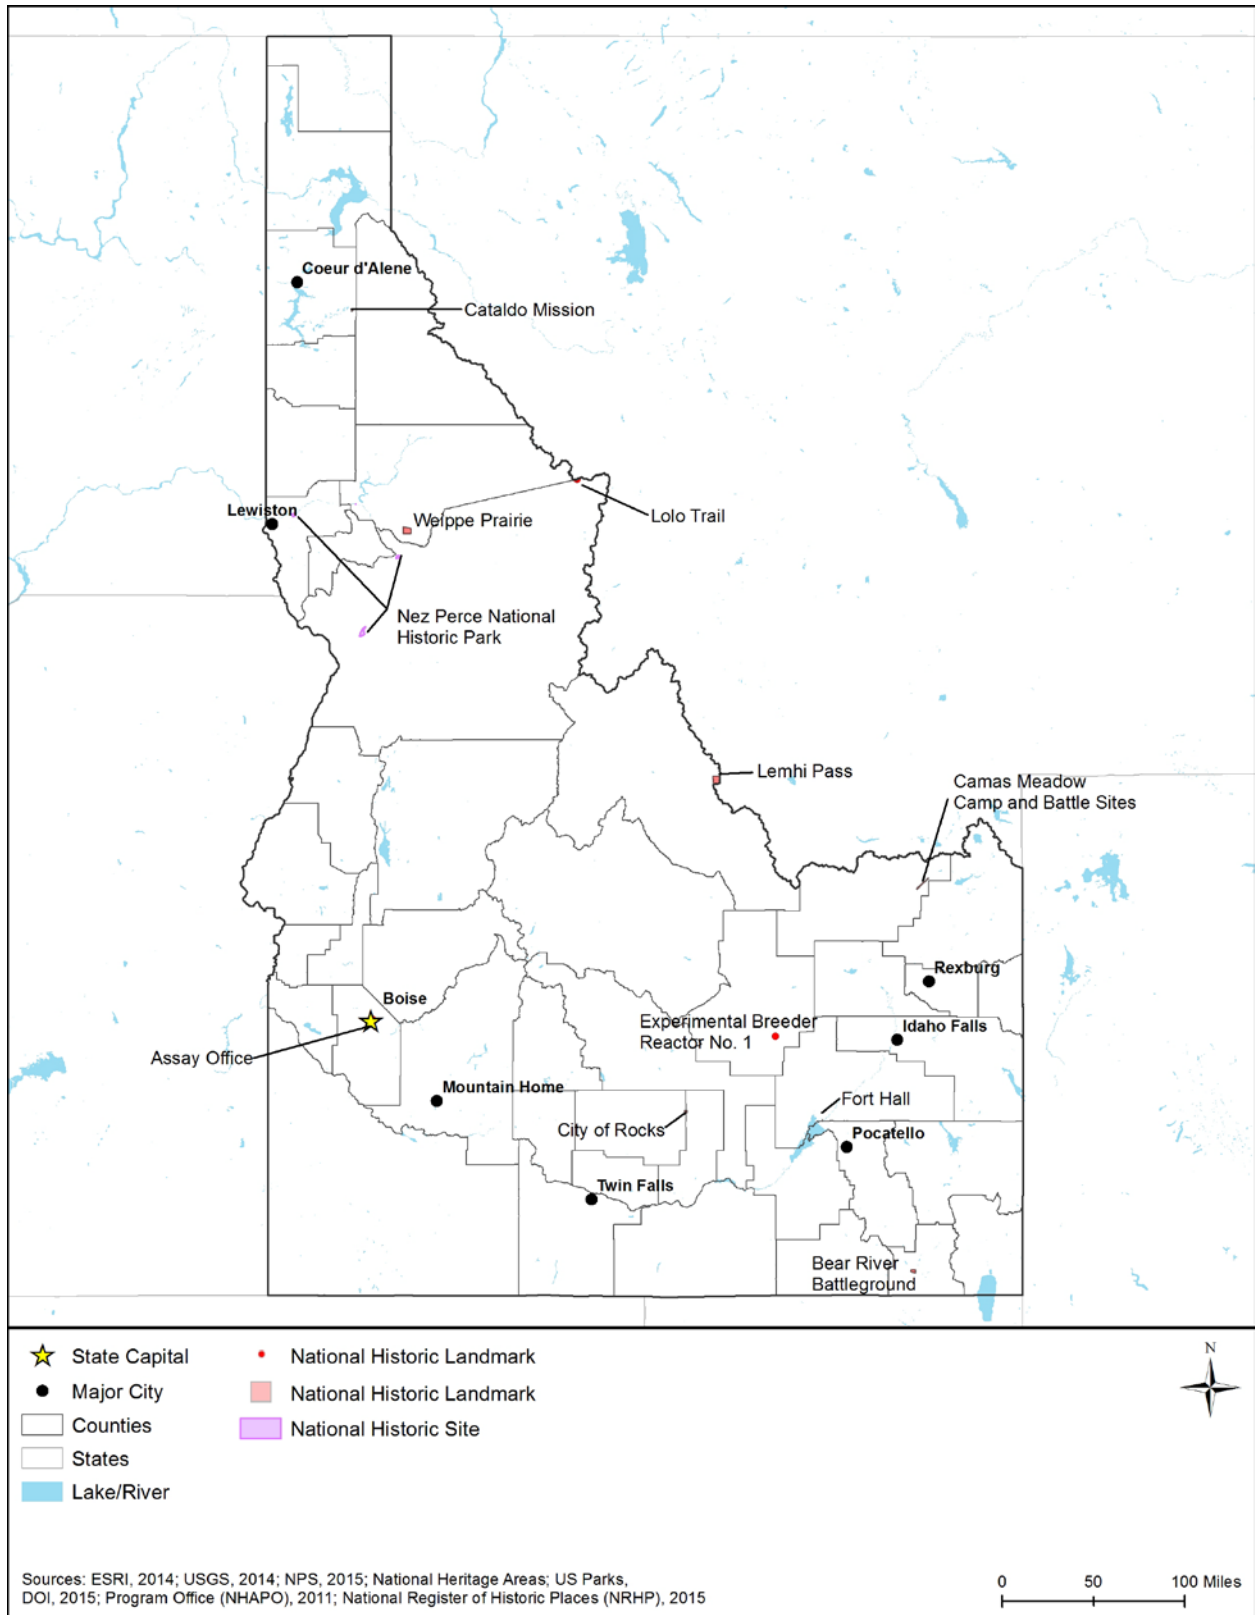 Coeur d'Alene
Cataldo Mission
Lewiston
Weippe Prairie
Lolo Trail
Nez Perce National
Historic Park
Lemhi Pass
Camas Meadow
Camp and Battle Sites
Rexburg
Boise
Experimental Breeder
Reactor No. 1
Idaho Falls
Assay Office
Mountain Home
Fort Hall
City of Rocks
Pocatello
Twin Falls
Bear River
Battleground
State Capital
Major City
Counties
States
Lake/River
National Historic Landmark
National Historic Landmark
National Historic Site
N
Sources: ESRI, 2014; USGS, 2014; NPS, 2015; National Heritage Areas; US Parks,
DOI, 2015; Program Office (NHAPO), 2011; National Register of Historic Places (NRHP), 2015
0 50 100 Miles